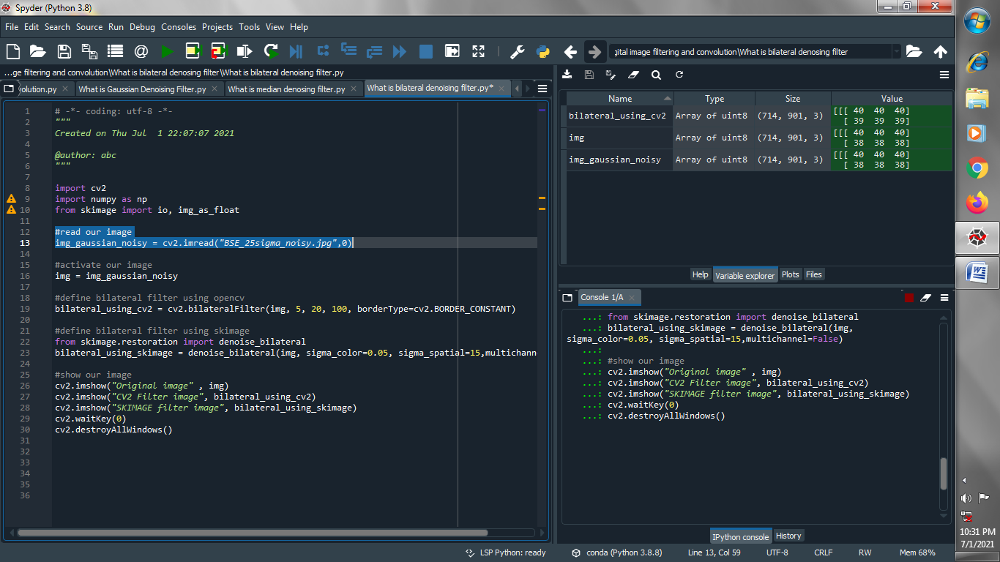 Spyder (Python 3.8)
File Edit Search Source Run Debug Consoles Projects Tools View Help
gital image filtering and convolution\What is bilateral denosing filter
...ge filtering and convolution\What is bilateral denosing filter\What is bilateral denoising filter.py
volution.py What is Gaussian Denoising Filter.py What is median denosing filter.py What is bilateral denoising filter.py*
1 # -*- coding: utf-8 -*-
2 """
3 Created on Thu Jul  1 22:07:07 2021
4
5 @author: abc
6 """
7
8 import cv2
9 import numpy as np
10 from skimage import io, img_as_float
11
12 #read our image
13 img_gaussian_noisy = cv2.imread("BSE_25sigma_noisy.jpg",0)
14
15 #activate our image
16 img = img_gaussian_noisy
17
18 #define bilateral filter using opencv
19 bilateral_using_cv2 = cv2.bilateralFilter(img, 5, 20, 100, borderType=cv2.BORDER_CONSTANT)
20
21 #define bilateral filter using skimage
22 from skimage.restoration import denoise_bilateral
23 bilateral_using_skimage = denoise_bilateral(img, sigma_color=0.05, sigma_spatial=15,multichann
24
25 #show our image
26 cv2.imshow("Original image" , img)
27 cv2.imshow("CV2 Filter image", bilateral_using_cv2)
28 cv2.imshow("SKIMAGE filter image", bilateral_using_skimage)
29 cv2.waitKey(0)
30 cv2.destroyAllWindows()
31
32
33
34
35
36
Name Type Size Value
bilateral_using_cv2 Array of uint8 (714, 901, 3) [[[ 40 40 40]
[ 39 39 39]
img Array of uint8 (714, 901, 3) [[[ 40 40 40]
[ 38 38 38]
img_gaussian_noisy Array of uint8 (714, 901, 3) [[[ 40 40 40]
[ 38 38 38]
Help Variable explorer Plots Files
Console 1/A
...: from skimage.restoration import denoise_bilateral
...: bilateral_using_skimage = denoise_bilateral(img,
sigma_color=0.05, sigma_spatial=15,multichannel=False)
...:
...: #show our image
...: cv2.imshow("Original image" , img)
...: cv2.imshow("CV2 Filter image", bilateral_using_cv2)
...: cv2.imshow("SKIMAGE filter image", bilateral_using_skimage)
...: cv2.waitKey(0)
...: cv2.destroyAllWindows()
IPython console History
LSP Python: ready conda (Python 3.8.8) Line 13, Col 59 UTF-8 CRLF RW Mem 68%
10:31 PM
7/1/2021